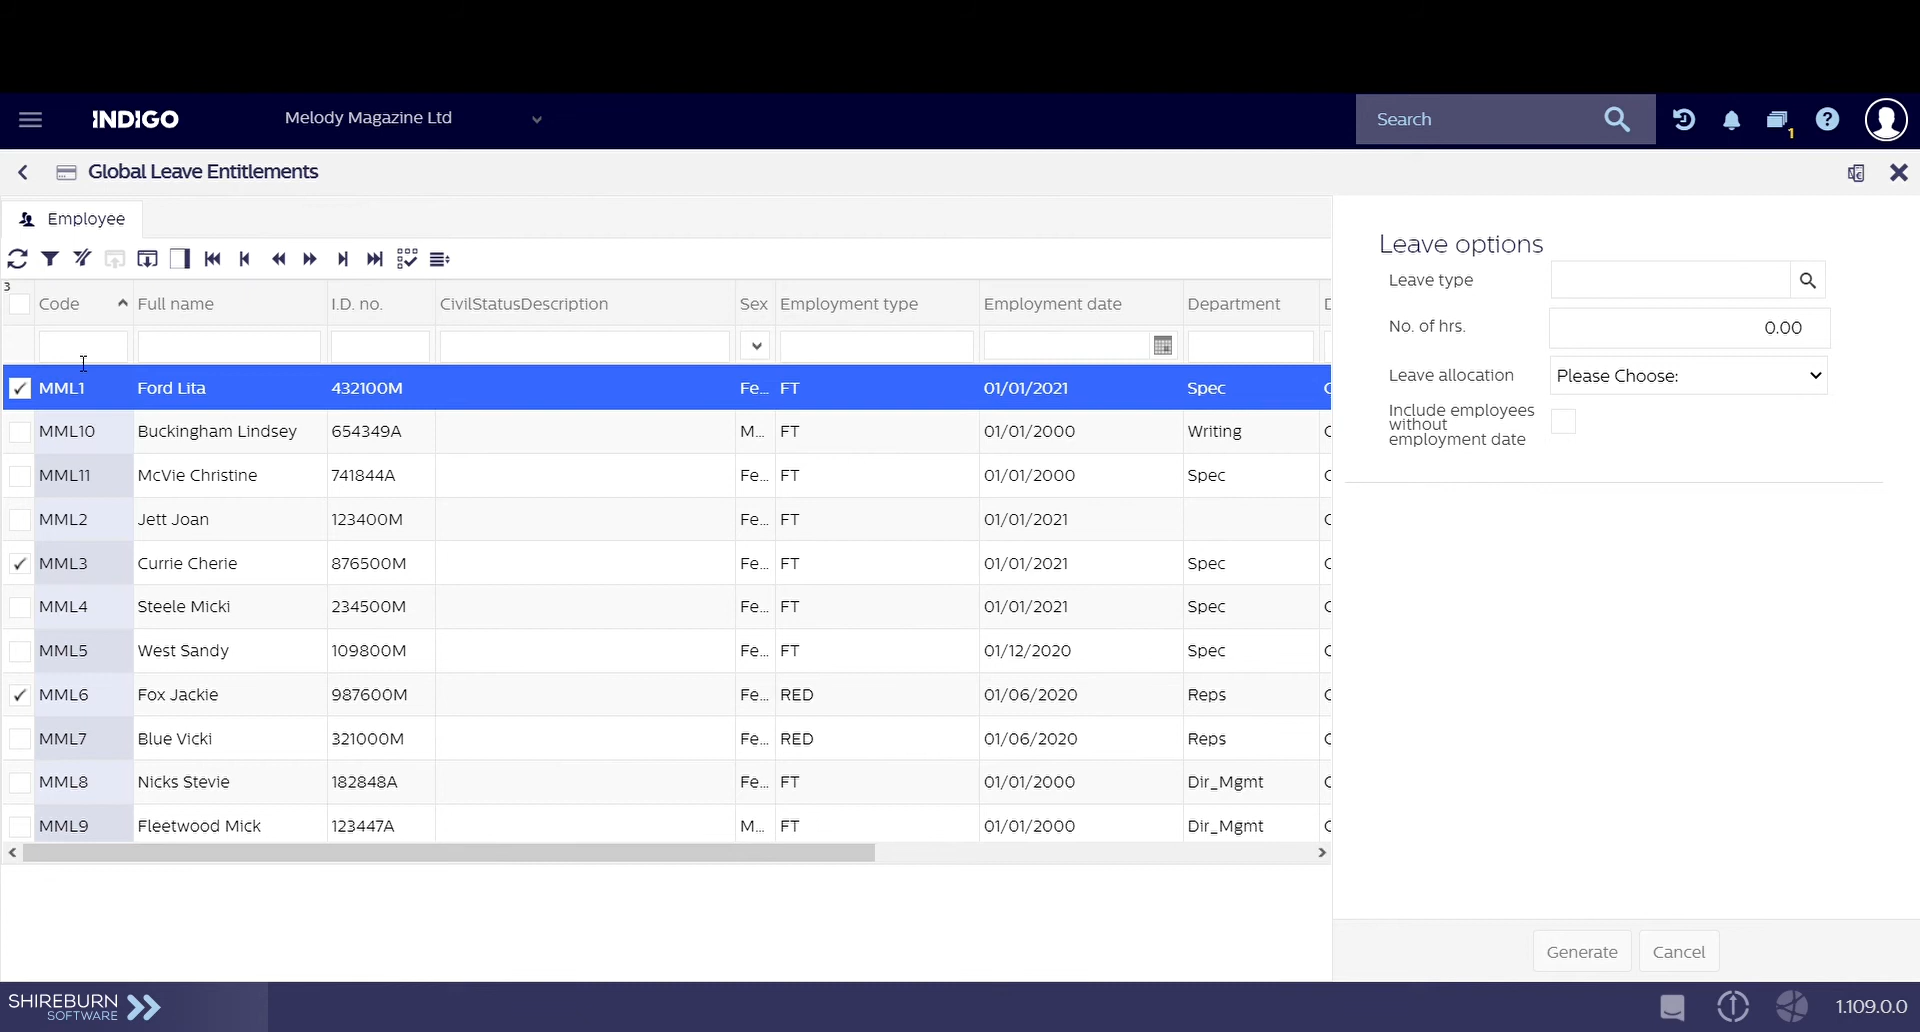 INDIGO
Melody Magazine Ltd
Search
1
?
Global Leave Entitlements
Employee
3
Code Full name I.D. no. CivilStatusDescription Sex Employment type Employment date Department
MML1 Ford Lita 432100M Fe... FT 01/01/2021 Spec
MML10 Buckingham Lindsey 654349A M... FT 01/01/2000 Writing
MML11 McVie Christine 741844A Fe... FT 01/01/2000 Spec
MML2 Jett Joan 123400M Fe... FT 01/01/2021
MML3 Currie Cherie 876500M Fe... FT 01/01/2021 Spec
MML4 Steele Micki 234500M Fe... FT 01/01/2021 Spec
MML5 West Sandy 109800M Fe... FT 01/12/2020 Spec
MML6 Fox Jackie 987600M Fe... RED 01/06/2020 Reps
MML7 Blue Vicki 321000M Fe... RED 01/06/2020 Reps
MML8 Nicks Stevie 182848A Fe... FT 01/01/2000 Dir_Mgmt
MML9 Fleetwood Mick 123447A M... FT 01/01/2000 Dir_Mgmt
Leave options
Leave type
No. of hrs. 0.00
Leave allocation Please Choose:
Include employees
without
employment date
Generate Cancel
SHIREBURN
SOFTWARE
1.109.0.0